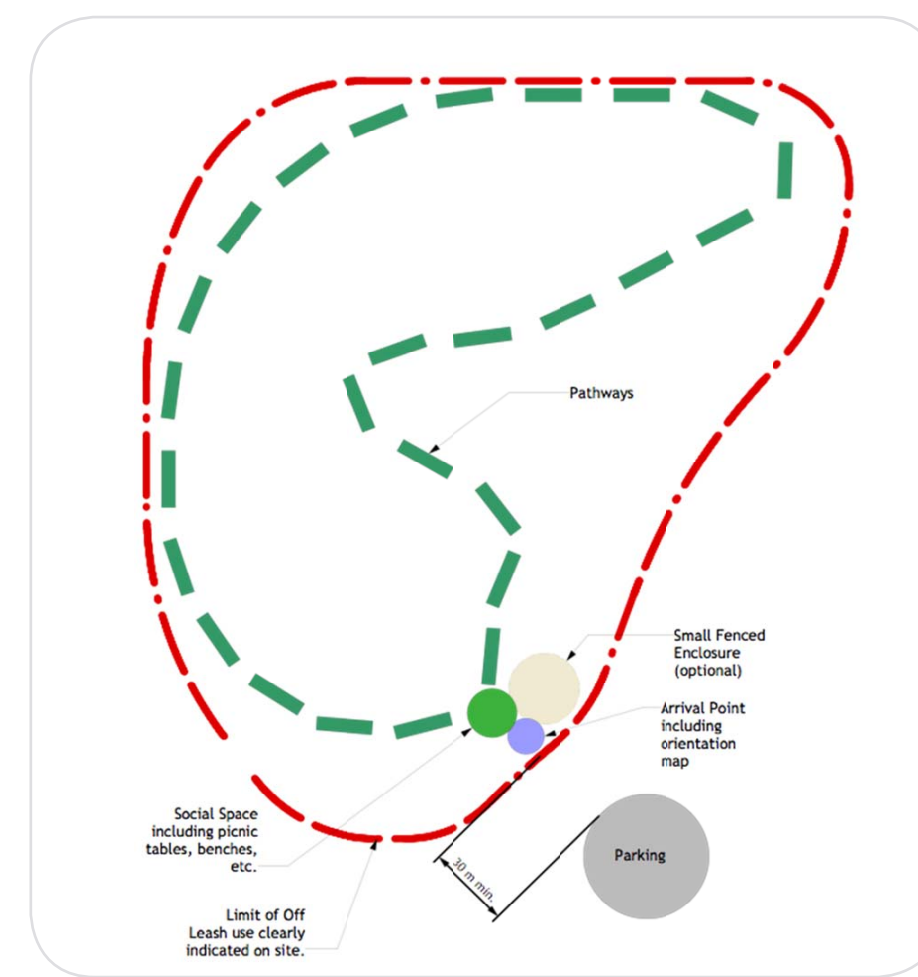 Pathways
Small Fenced
Enclosure
(optional)
Arrival Point
including
orientation
map
Social Space
including picnic
tables, benches,
etc.
30 m min.
Parking
Limit of Off
Leash use clearly
indicated on site.